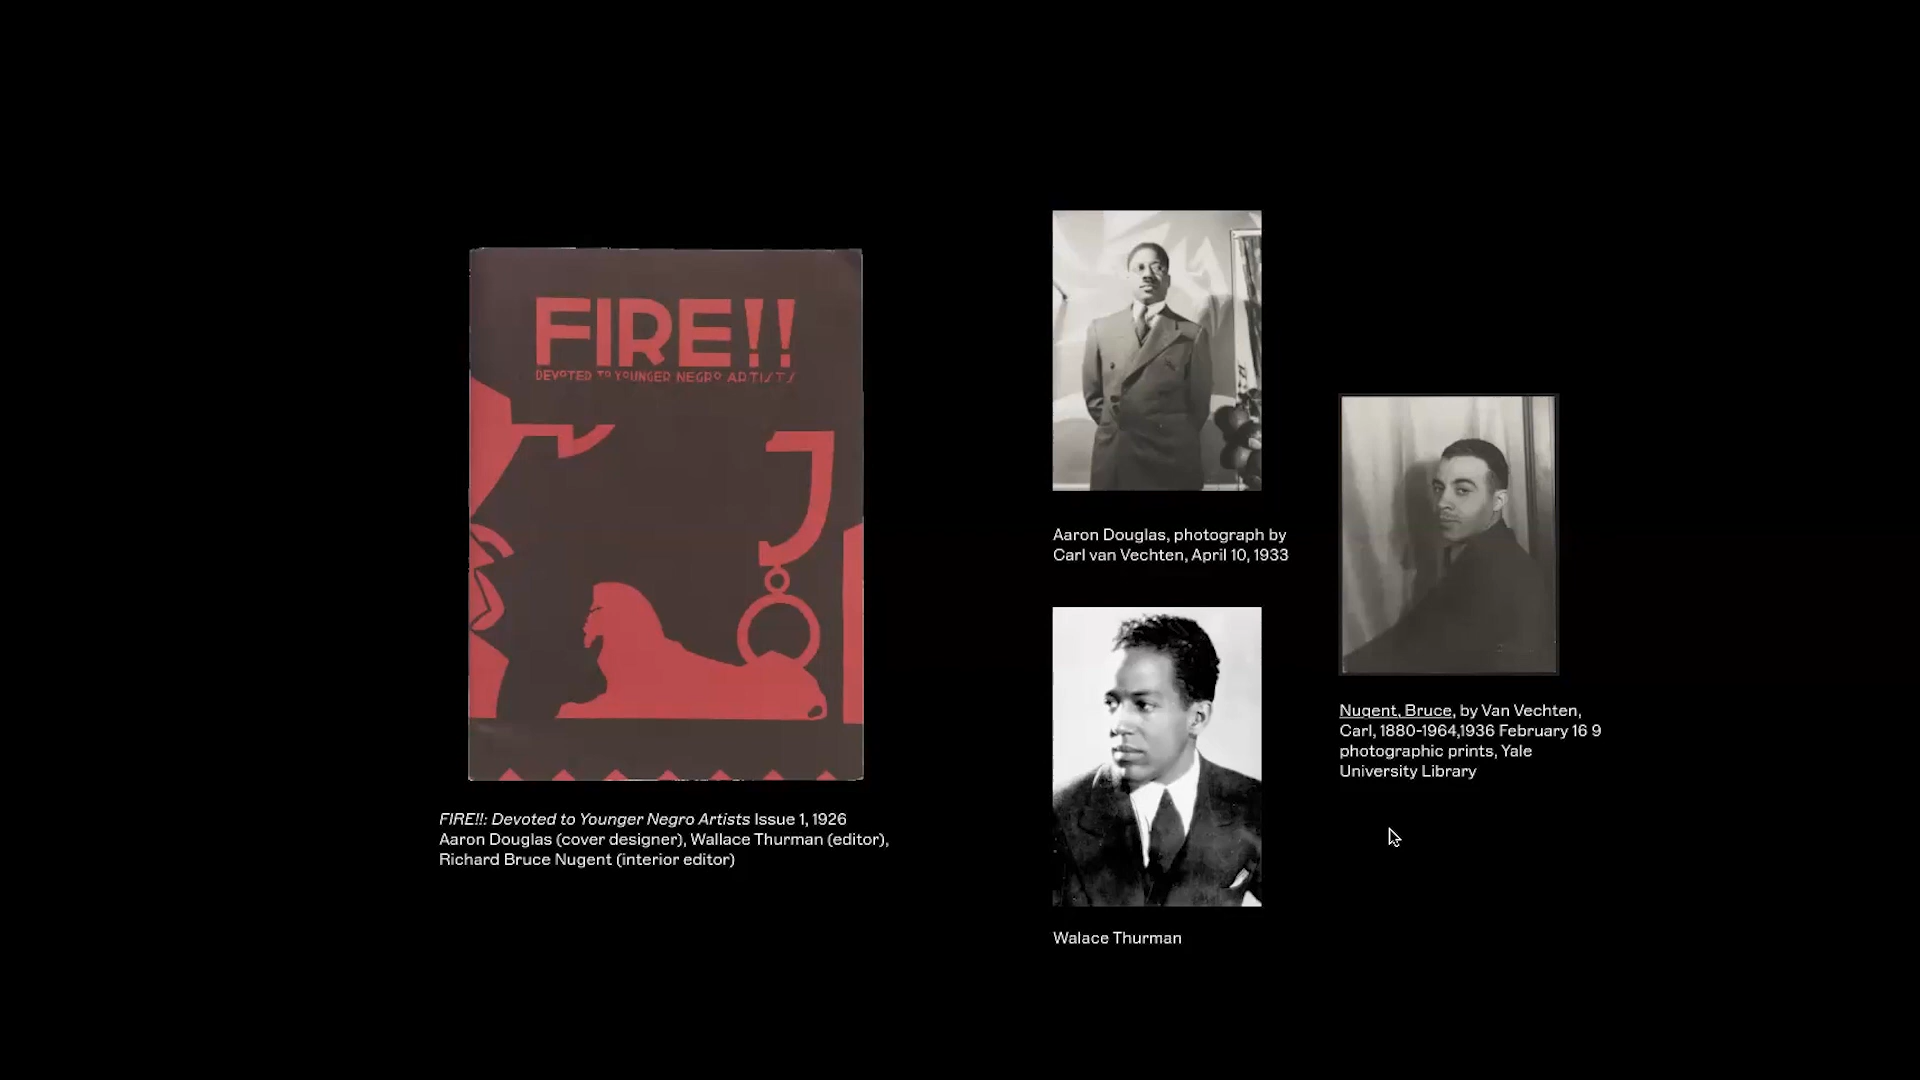 FIRE!!
DEVOTED TO YOUNGER NEGRO ARTISTS
FIRE!!: Devoted to Younger Negro Artists Issue 1, 1926
Aaron Douglas (cover designer), Wallace Thurman (editor),
Richard Bruce Nugent (interior editor)
Aaron Douglas, photograph by
Carl van Vechten, April 10, 1933
Walace Thurman
Nugent, Bruce, by Van Vechten,
Carl, 1880-1964,1936 February 16 9
photographic prints, Yale
University Library